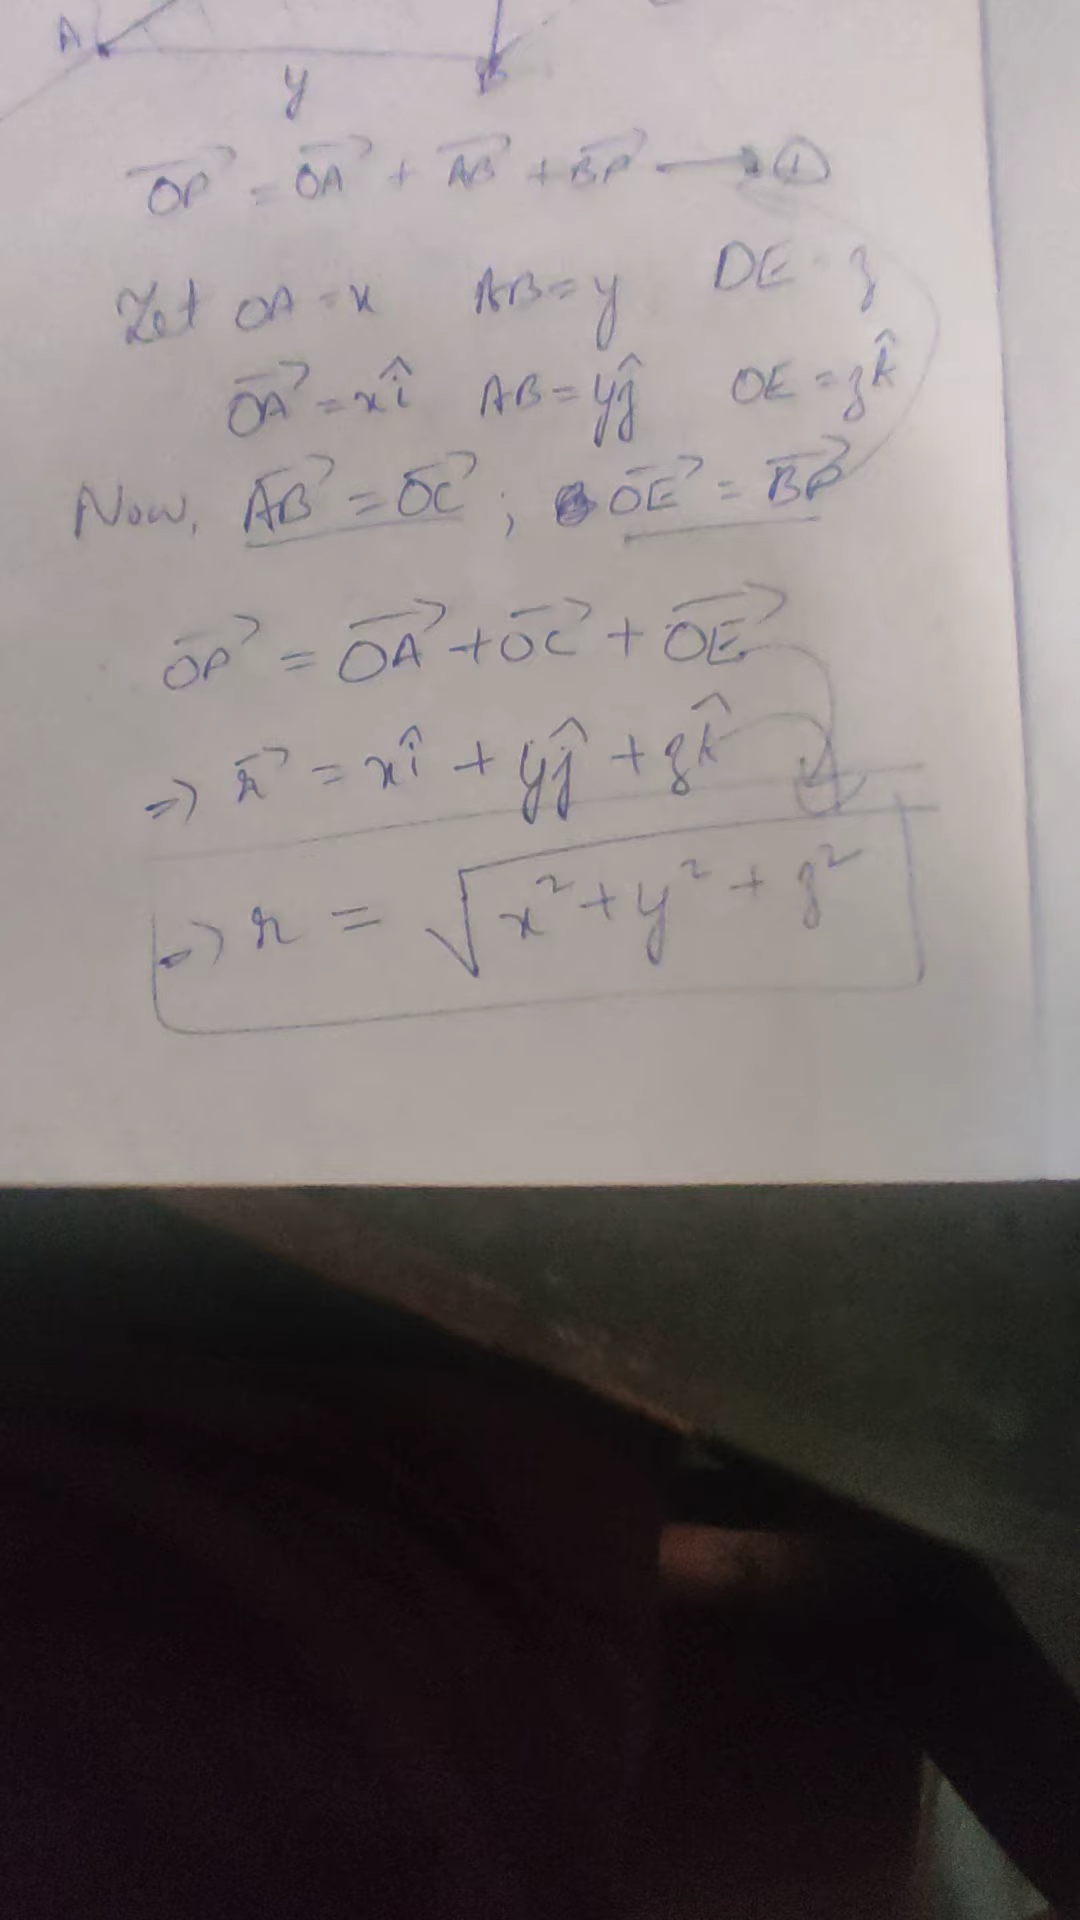 A
y B
OP⃗ = OA⃗ + AB⃗ + BP⃗ → ①
Let OA = x AB = y DE = z
OA⃗ = xî AB = yĵ OE = zk̂
Now, AB⃗ = OC⃗ ; OE⃗ = BP⃗
OP⃗ = OA⃗ + OC⃗ + OE⃗
⇒ r⃗ = xî + yĵ + zk̂
⇒ r = √x² + y² + z²